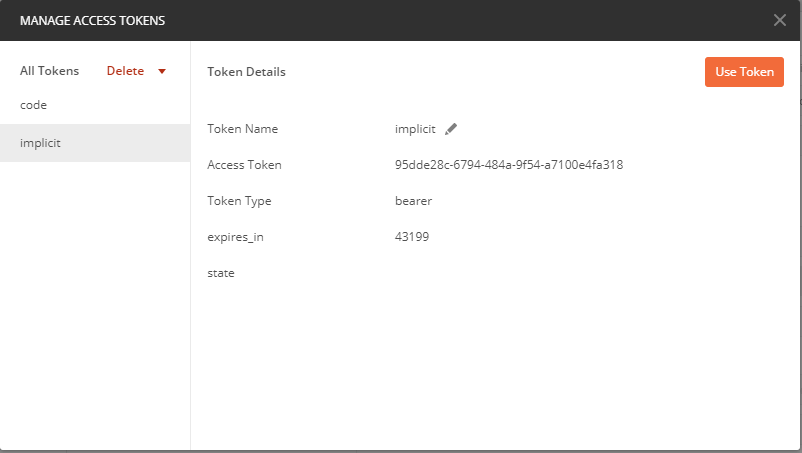 MANAGE ACCESS TOKENS
All Tokens Delete
code
implicit
Token Details Use Token
Token Name implicit
Access Token 95dde28c-6794-484a-9f54-a7100e4fa318
Token Type bearer
expires_in 43199
state